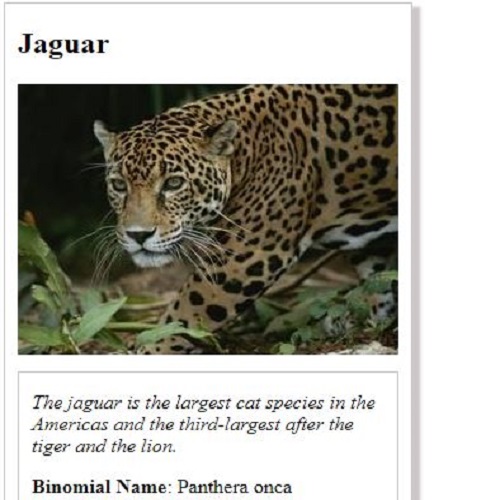 Jaguar
The jaguar is the largest cat species in the
Americas and the third-largest after the
tiger and the lion.
Binomial Name: Panthera onca